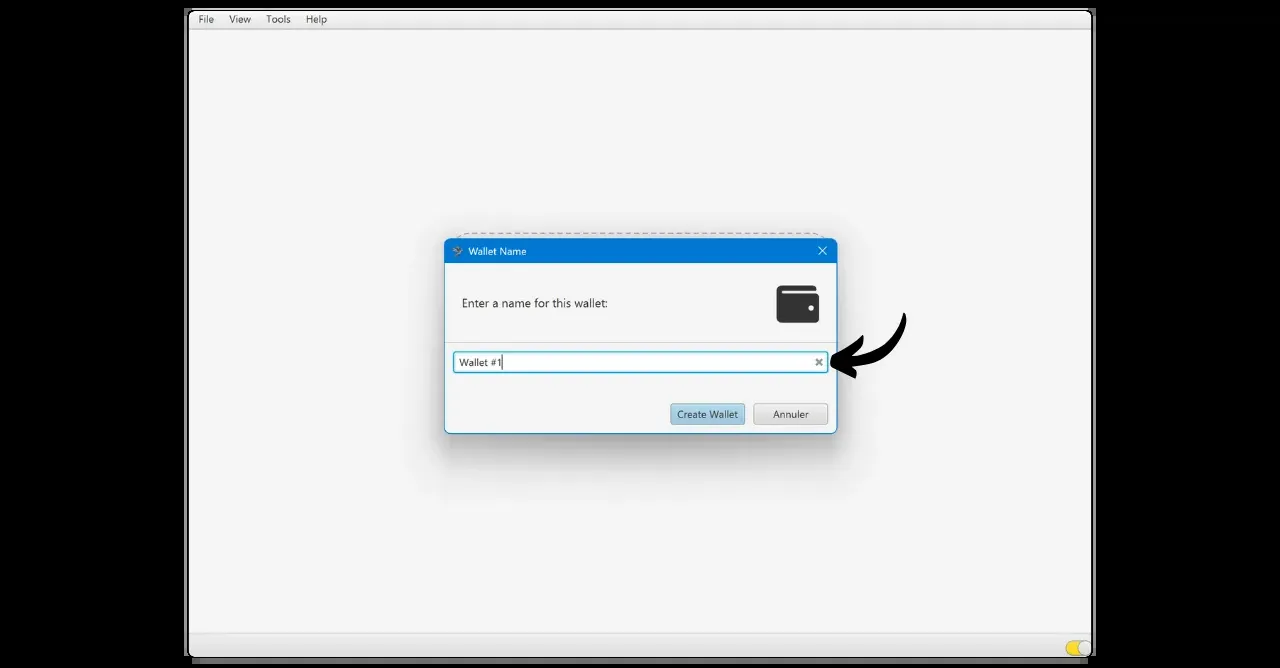 File View Tools Help
Wallet Name
Enter a name for this wallet:
Wallet #1
Create Wallet Annuler